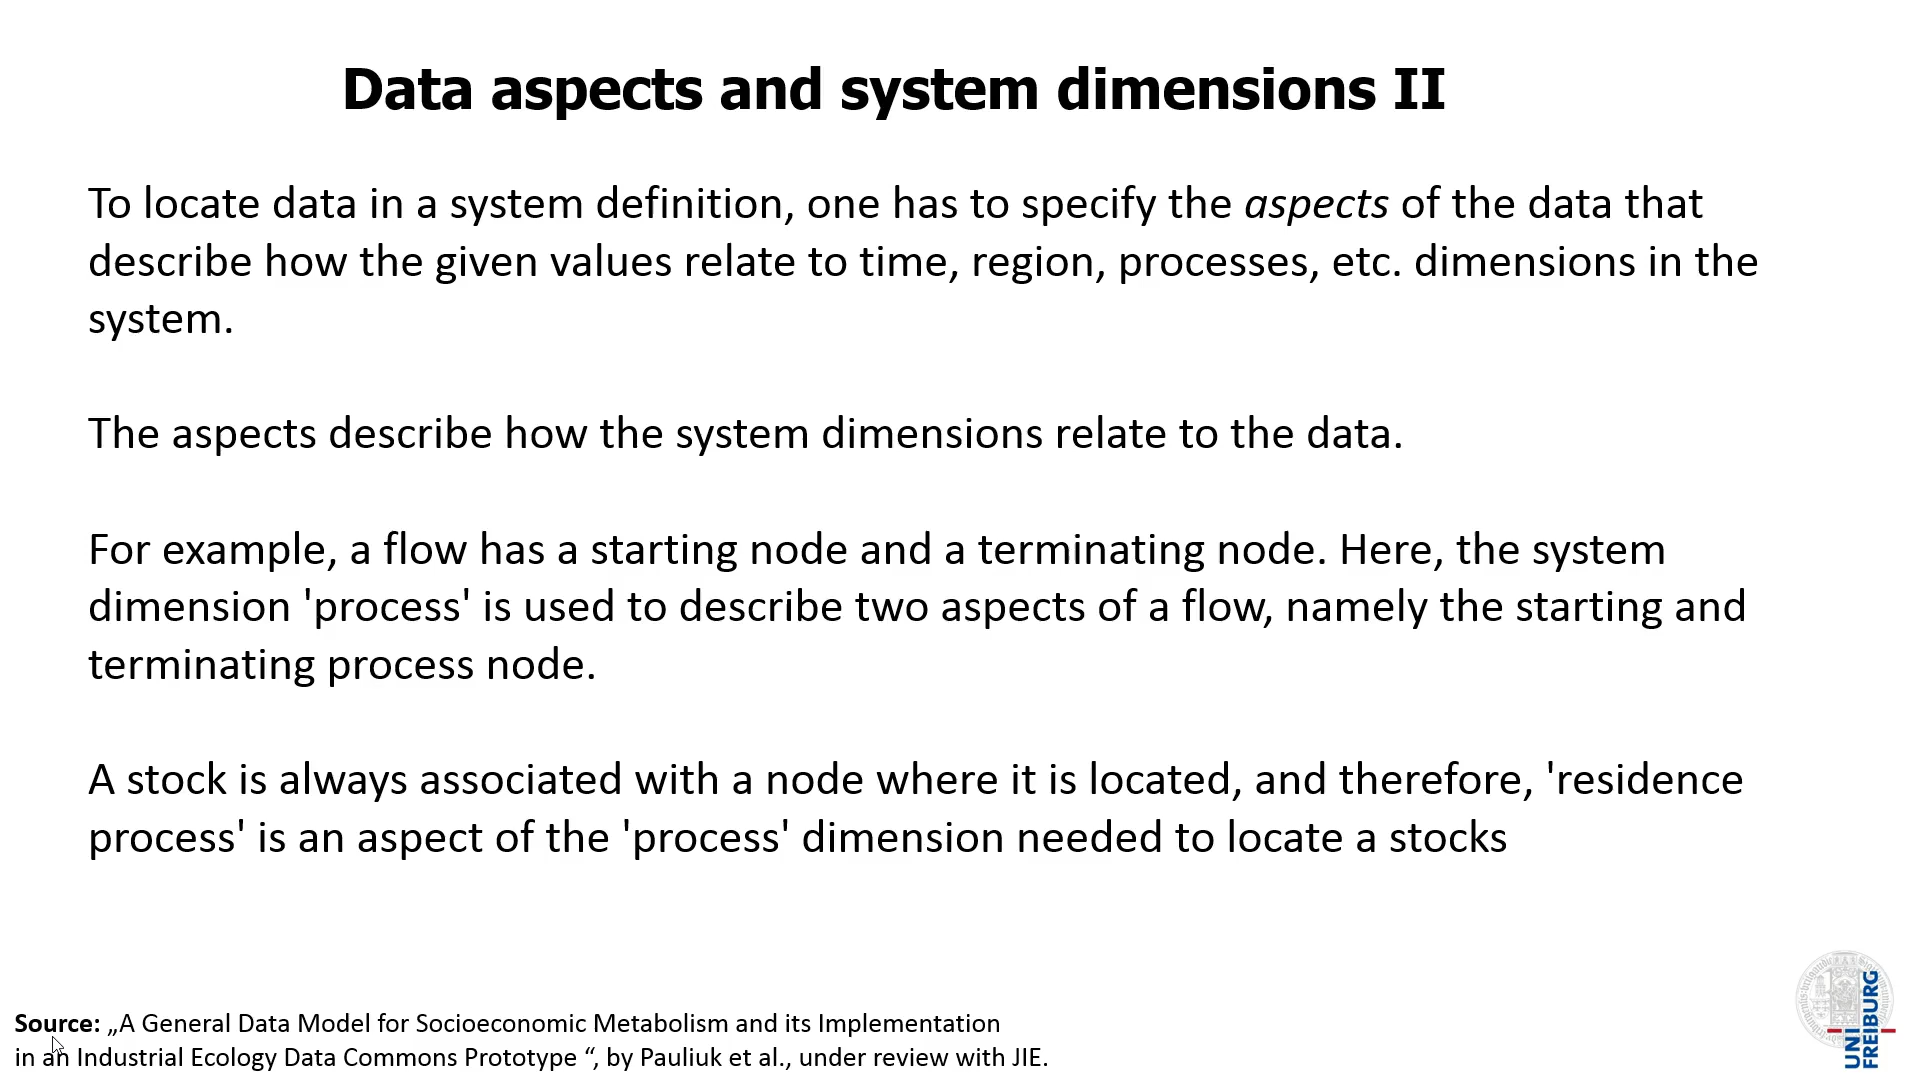 Data aspects and system dimensions II
To locate data in a system definition, one has to specify the aspects of the data that
describe how the given values relate to time, region, processes, etc. dimensions in the
system.
The aspects describe how the system dimensions relate to the data.
For example, a flow has a starting node and a terminating node. Here, the system
dimension 'process' is used to describe two aspects of a flow, namely the starting and
terminating process node.
A stock is always associated with a node where it is located, and therefore, 'residence
process' is an aspect of the 'process' dimension needed to locate a stocks
Source: „A General Data Model for Socioeconomic Metabolism and its Implementation
in an Industrial Ecology Data Commons Prototype “, by Pauliuk et al., under review with JIE.
UNI
FREIBURG